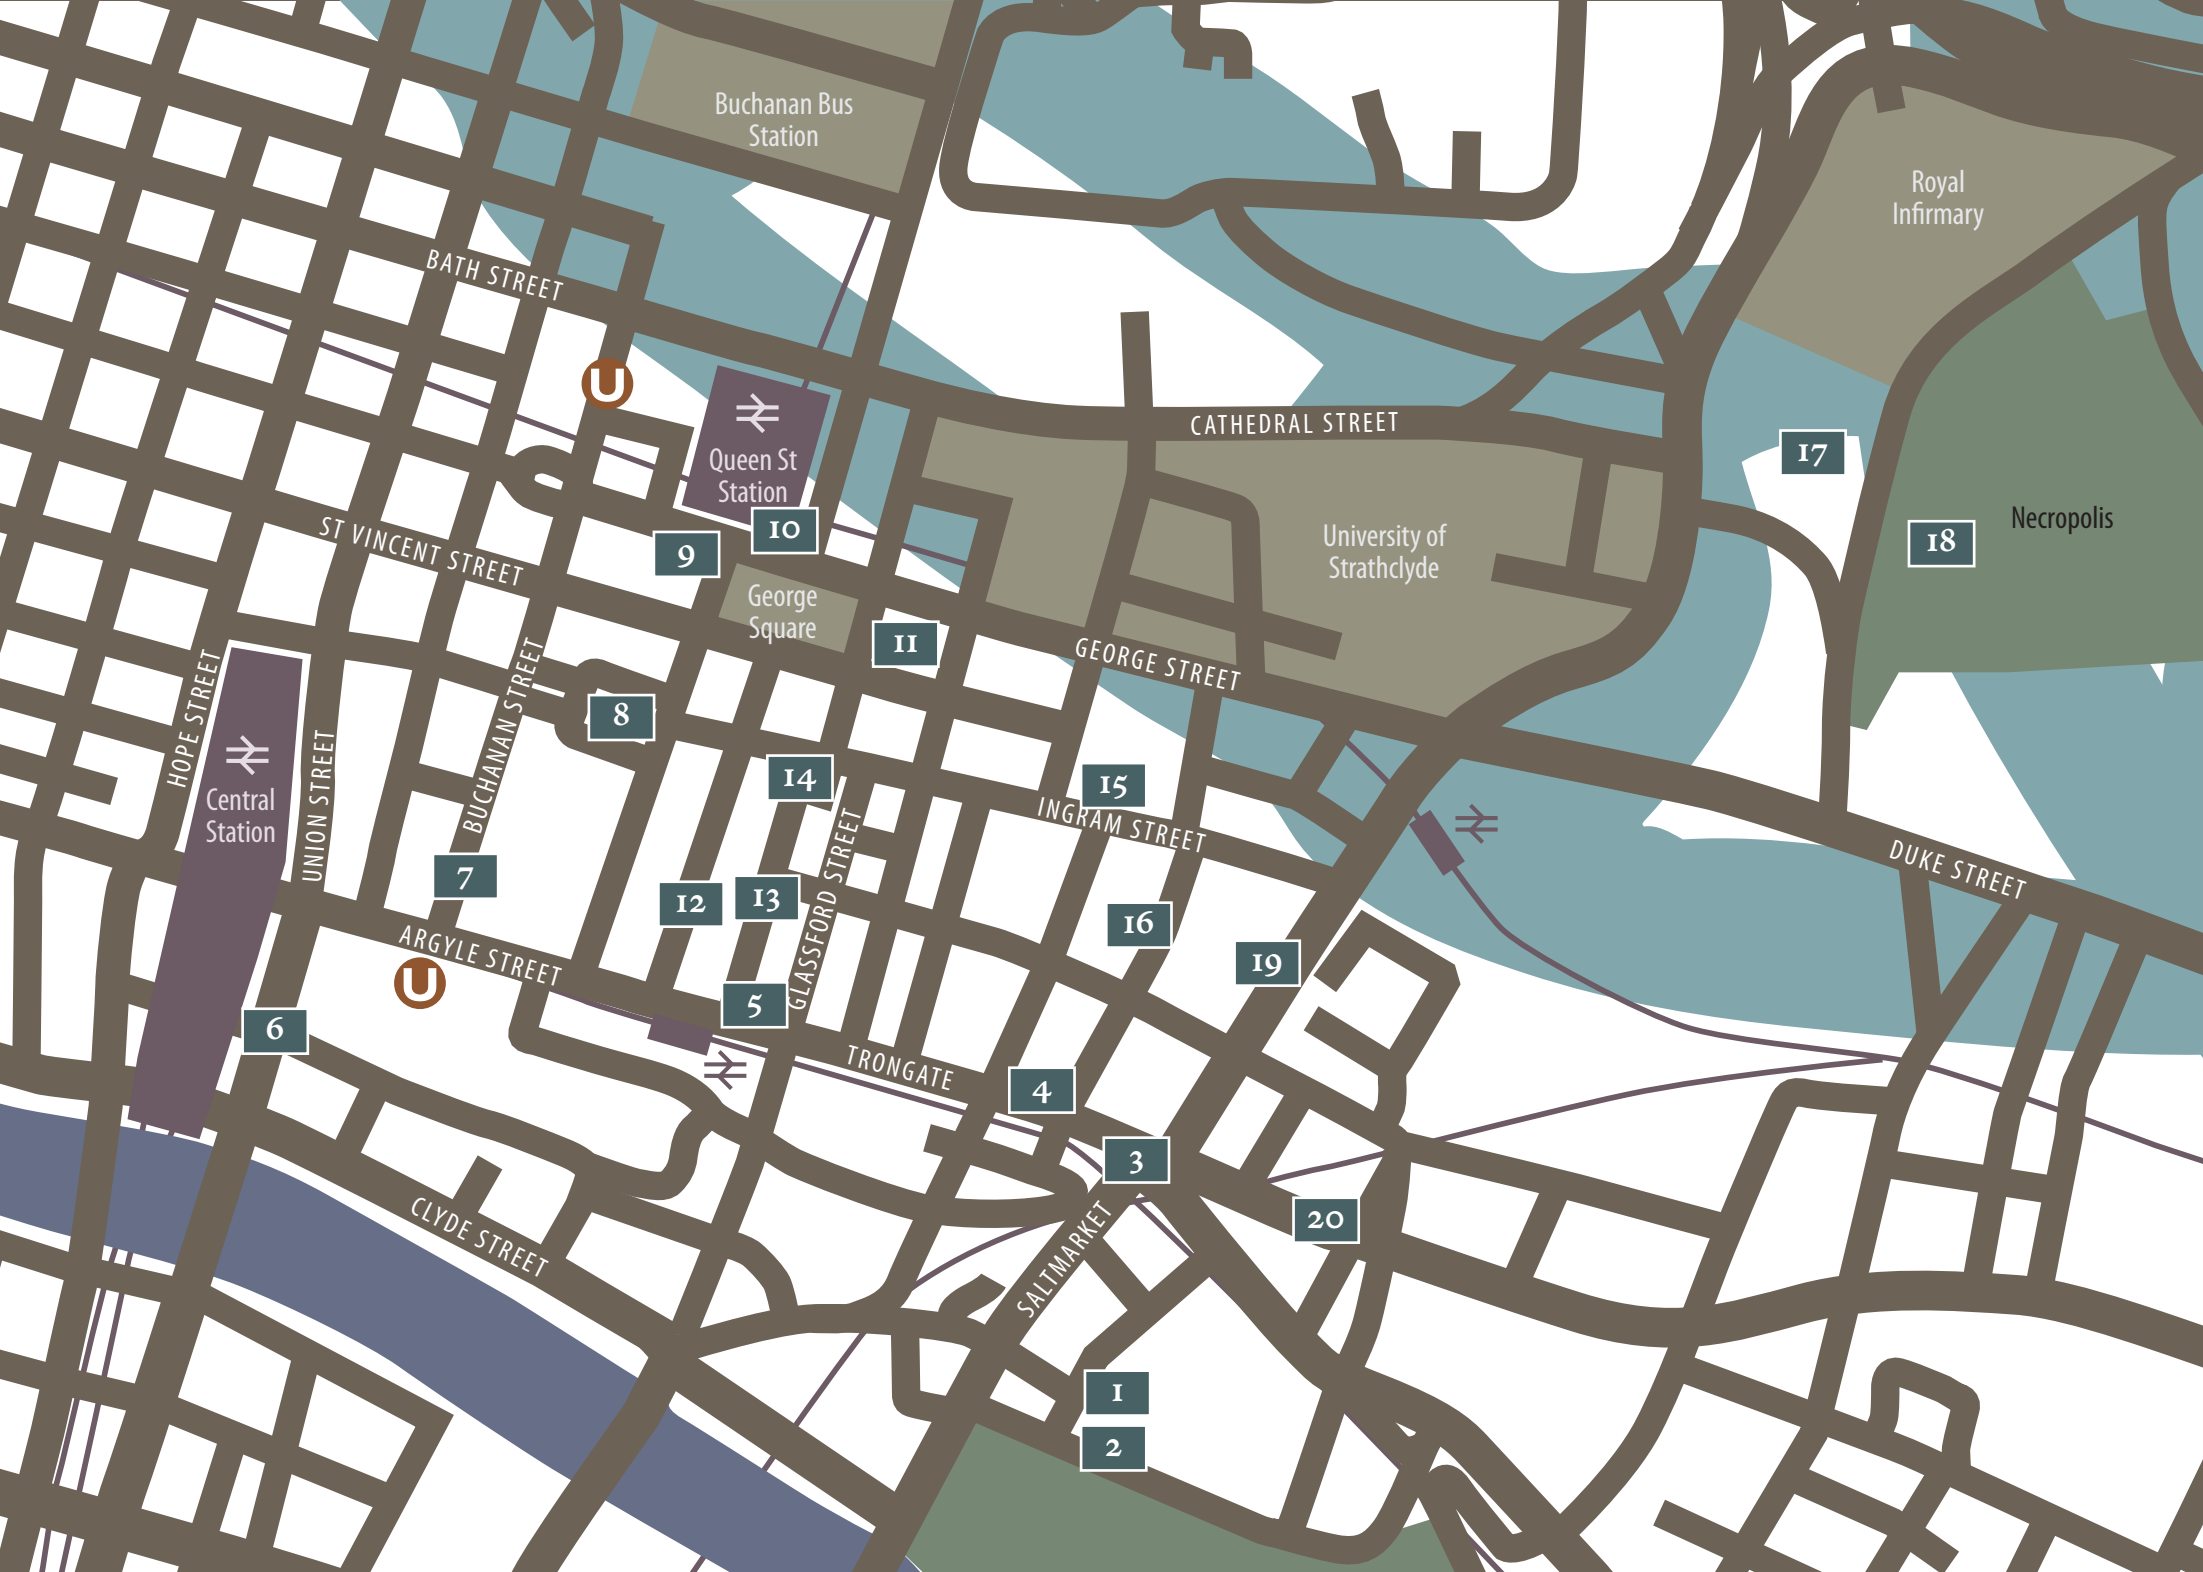 Buchanan Bus
Station
Royal
Infirmary
BATH STREET
U
CATHEDRAL STREET
17
Queen St
Station
ST VINCENT STREET
10
9
University of
Strathclyde
Necropolis
18
George
Square
11
GEORGE STREET
HOPE STREET
BUCHANAN STREET
8
UNION STREET
Central
Station
14
15
INGRAM STREET
GLASSFORD STREET
DUKE STREET
7
12
13
16
ARGYLE STREET
19
U
5
6
TRONGATE
4
3
CLYDE STREET
SALTMARKET
20
1
2